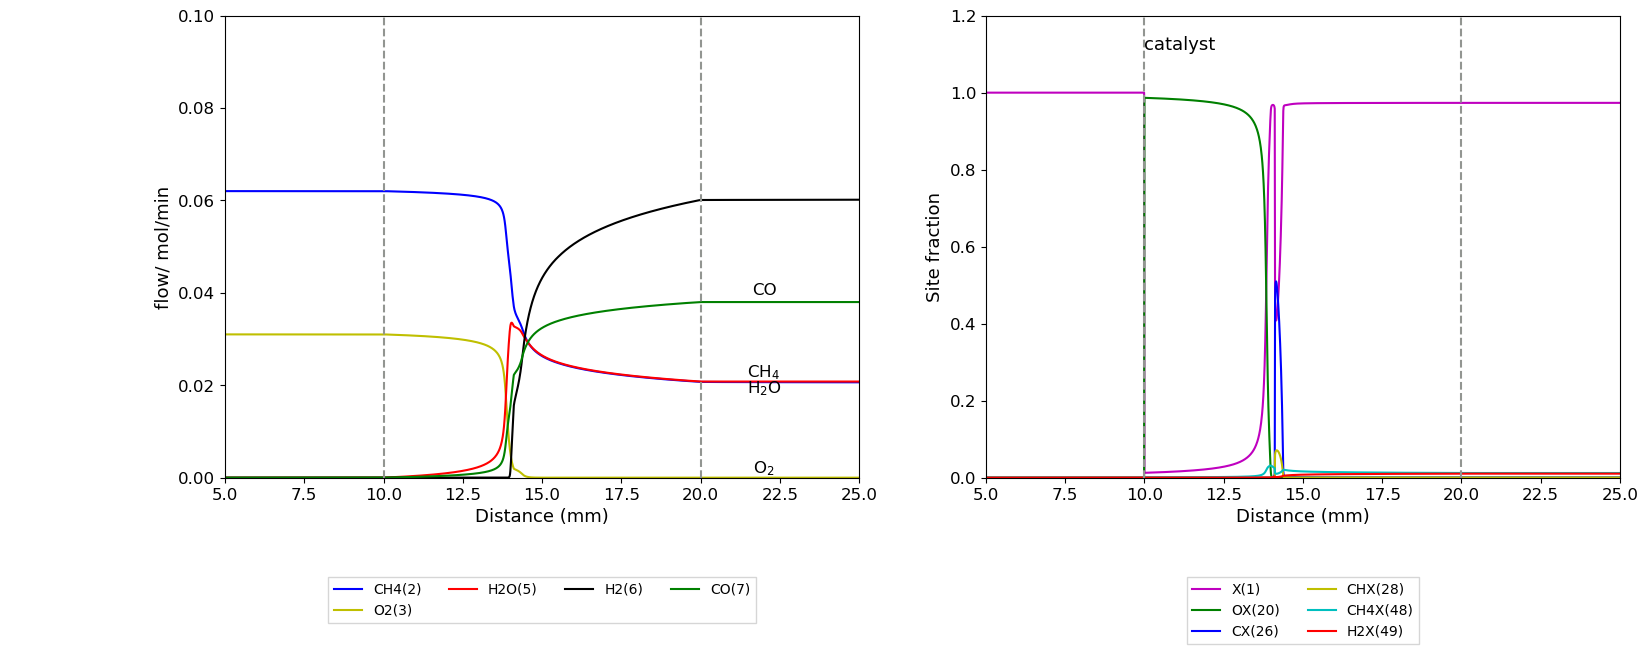 0.10
0.08
0.06
0.04
0.02
0.00
flow/ mol/min
CO
CH4
H2O
O2
5.0 7.5 10.0 12.5 15.0 17.5 20.0 22.5 25.0
Distance (mm)
CH4(2) H2O(5) H2(6) CO(7)
O2(3)
1.2
1.0
0.8
0.6
0.4
0.2
0.0
Site fraction
catalyst
5.0 7.5 10.0 12.5 15.0 17.5 20.0 22.5 25.0
Distance (mm)
X(1) CHX(28)
OX(20) CH4X(48)
CX(26) H2X(49)